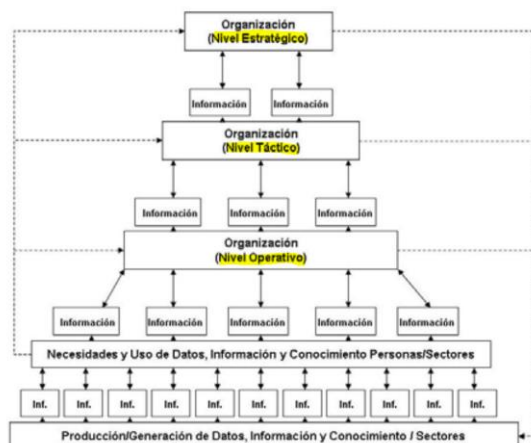 Organización
(Nivel Estratégico)
Información Información
Organización
(Nivel Táctico)
Información Información Información
Organización
(Nivel Operativo)
Información Información Información Información Información
Necesidades y Uso de Datos, Información y Conocimiento Personas/Sectores
Inf. Inf. Inf. Inf. Inf. Inf. Inf. Inf. Inf. Inf.
Producción/Generación de Datos, Información y Conocimiento / Sectores